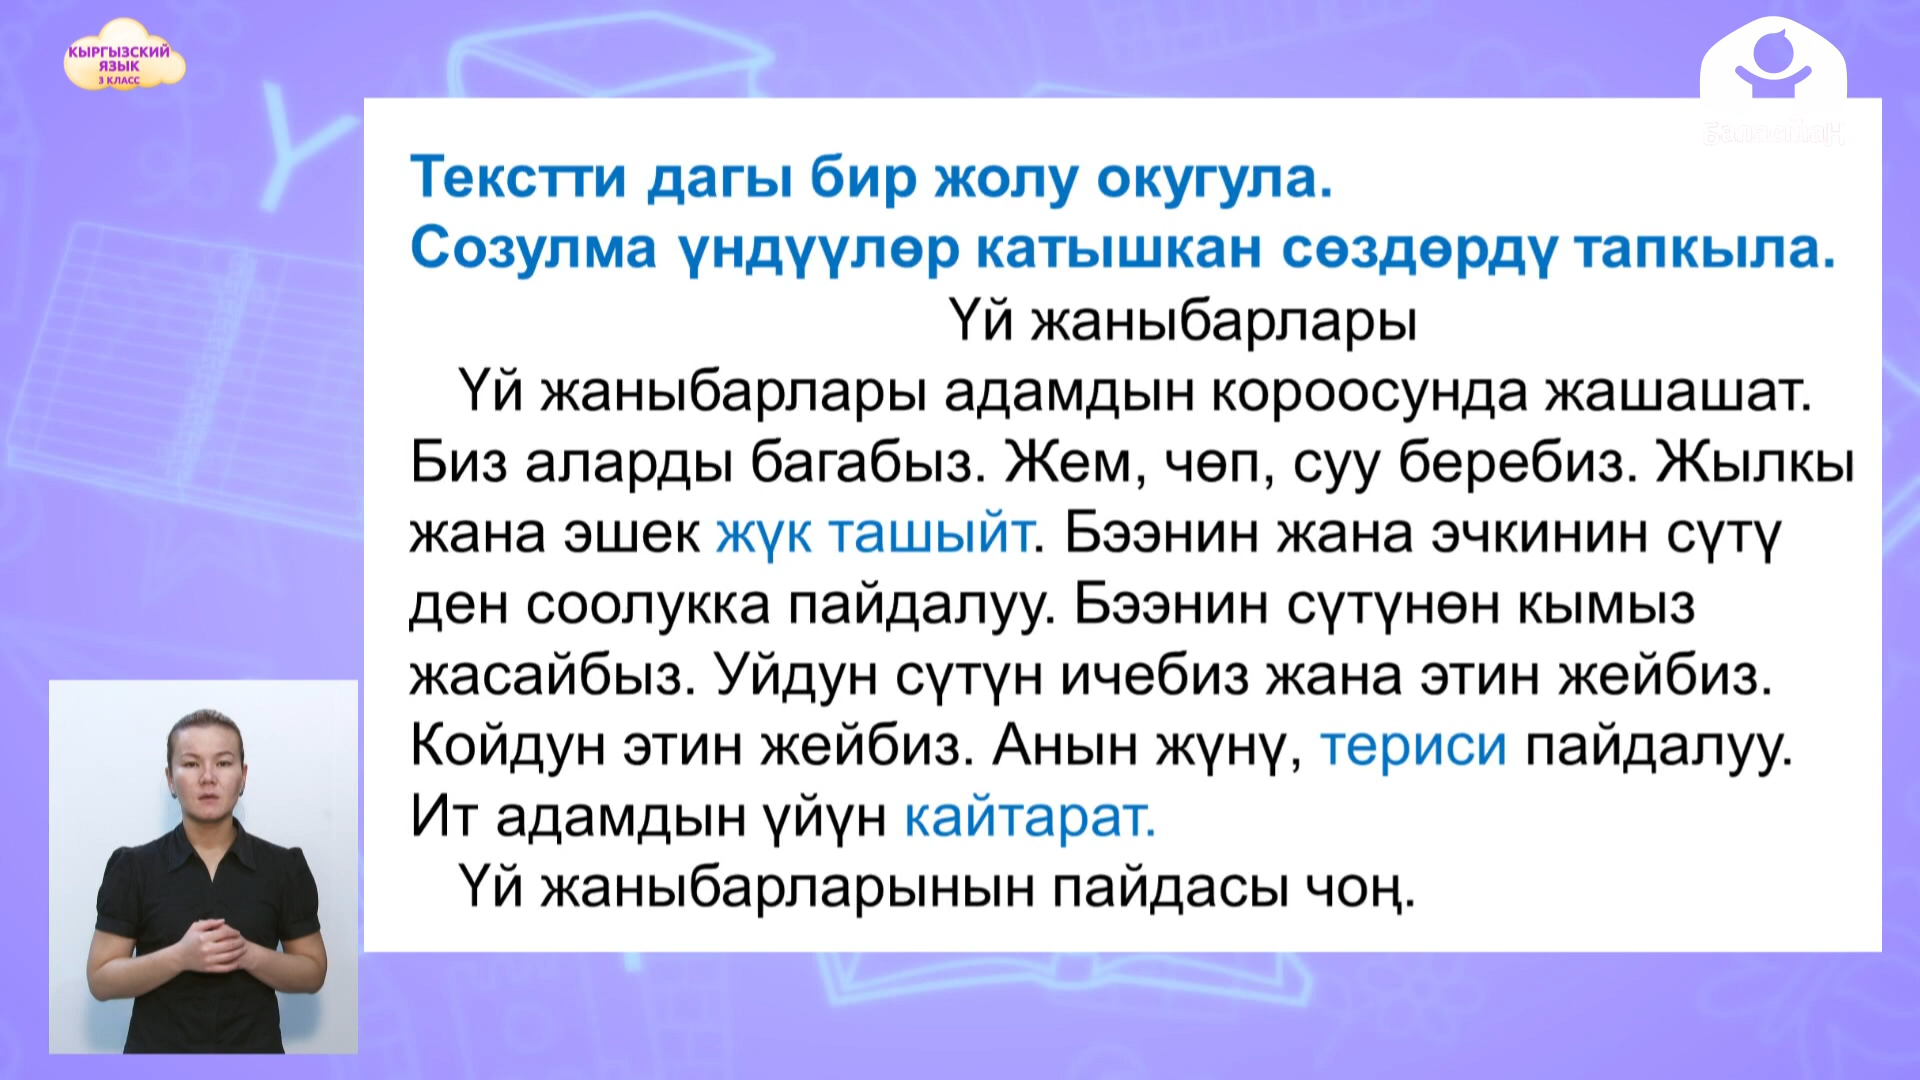 КЫРГЫЗСКИЙ
ЯЗЫК
3 КЛАСС
Баластан
Текстти дагы бир жолу окугула.
Созулма үндүүлөр катышкан сөздөрдү тапкыла.
Үй жаныбарлары
Үй жаныбарлары адамдын короосунда жашашат.
Биз аларды багабыз. Жем, чөп, суу беребиз. Жылкы
жана эшек жүк ташыйт. Бээнин жана эчкинин сүтү
ден соолукка пайдалуу. Бээнин сүтүнөн кымыз
жасайбыз. Уйдун сүтүн ичебиз жана этин жейбиз.
Койдун этин жейбиз. Анын жүнү, териси пайдалуу.
Ит адамдын үйүн кайтарат.
Үй жаныбарларынын пайдасы чоң.